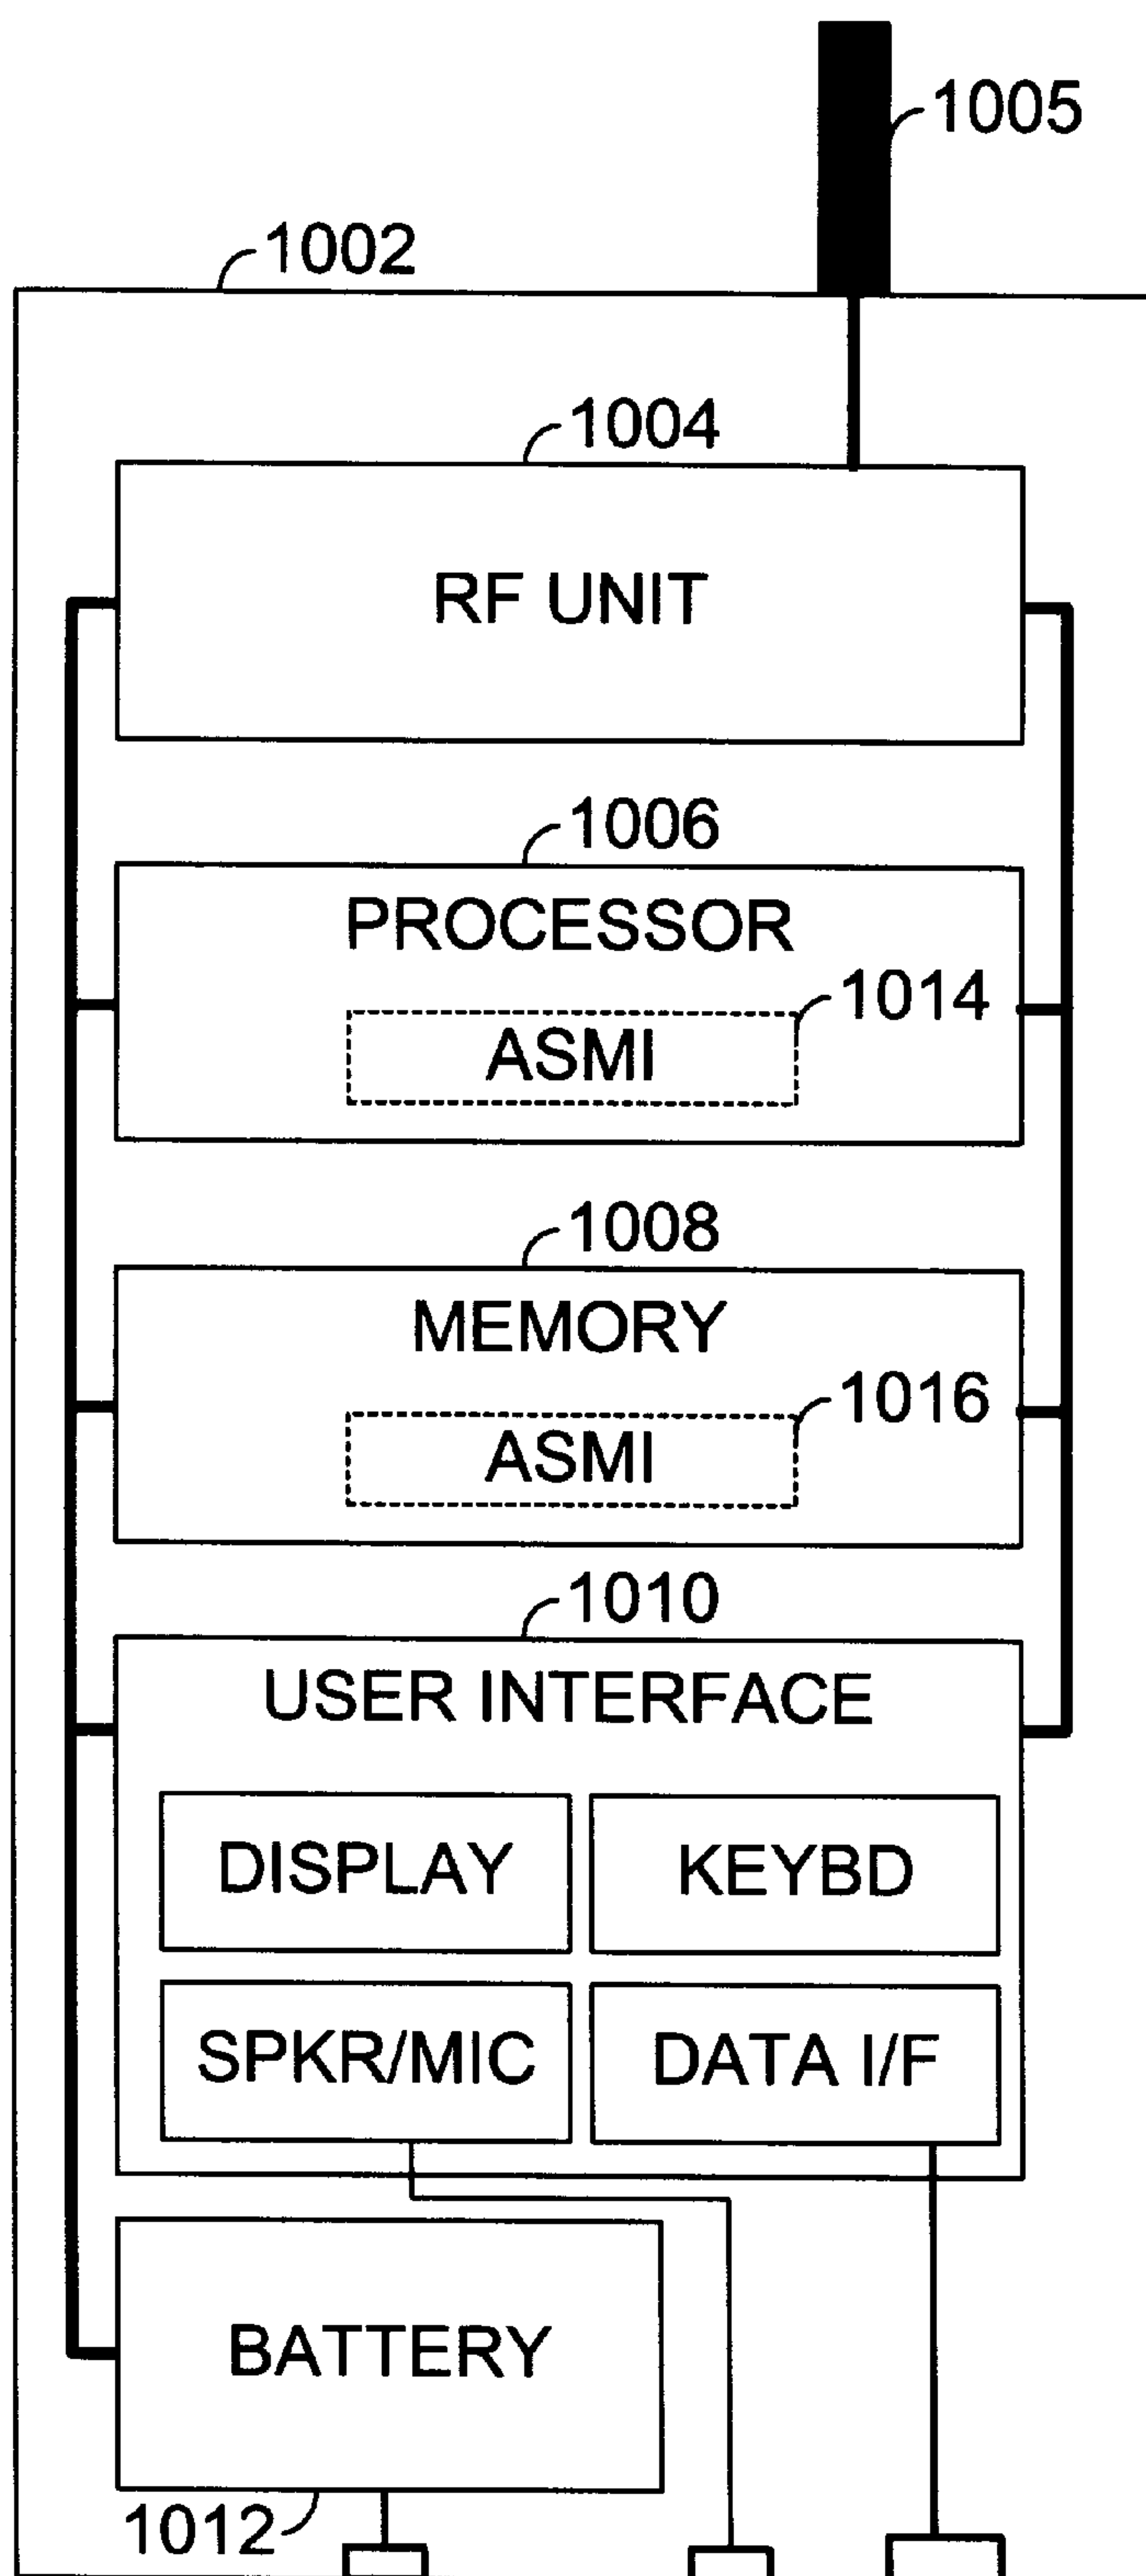 1005
1002
1004
RF UNIT
1006
PROCESSOR
1014
ASMI
1008
MEMORY
1016
ASMI
1010
USER INTERFACE
DISPLAY
KEYBD
SPKR/MIC
DATA I/F
BATTERY
1012